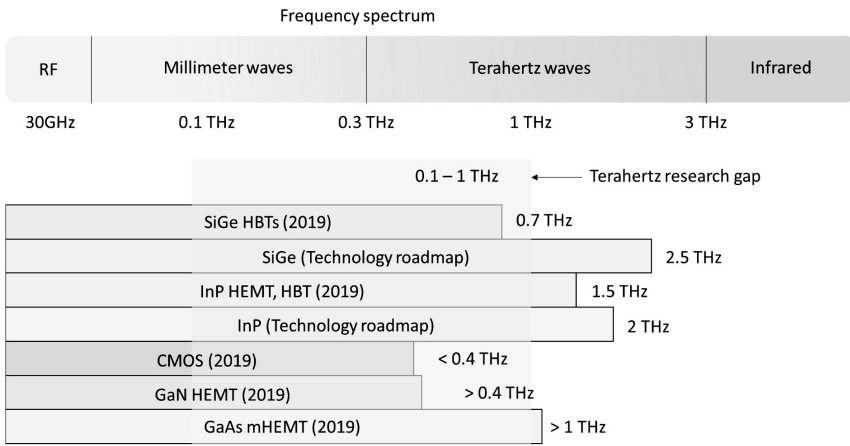 Frequency spectrum
RF Millimeter waves Terahertz waves Infrared
30GHz 0.1 THz 0.3 THz 1 THz 3 THz
0.1 – 1 THz Terahertz research gap
SiGe HBTs (2019) 0.7 THz
SiGe (Technology roadmap) 2.5 THz
InP HEMT, HBT (2019) 1.5 THz
InP (Technology roadmap) 2 THz
CMOS (2019) < 0.4 THz
GaN HEMT (2019) > 0.4 THz
GaAs mHEMT (2019) > 1 THz